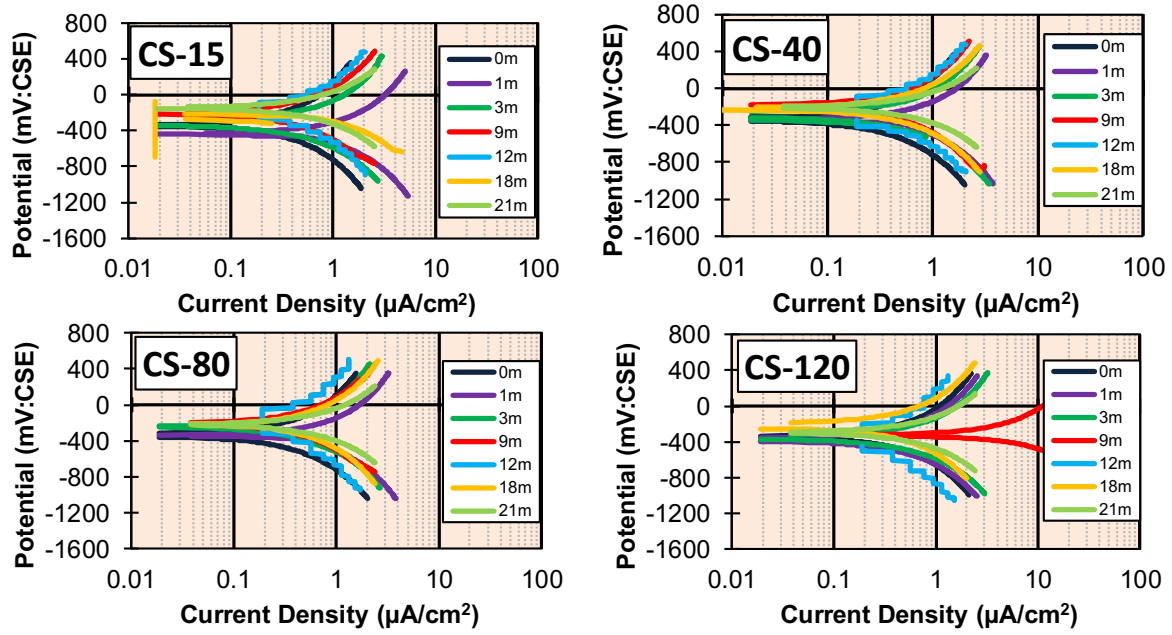 CS-15
Potential (mV:CSE)
800
400
0
-400
-800
-1200
-1600
0.01 0.1 1 10 100
Current Density (µA/cm²)
0m
1m
3m
9m
12m
18m
21m
CS-40
Potential (mV:CSE)
800
400
0
-400
-800
-1200
-1600
0.01 0.1 1 10 100
Current Density (µA/cm²)
0m
1m
3m
9m
12m
18m
21m
CS-80
Potential (mV:CSE)
800
400
0
-400
-800
-1200
-1600
0.01 0.1 1 10 100
Current Density (µA/cm²)
0m
1m
3m
9m
12m
18m
21m
CS-120
Potential (mV:CSE)
800
400
0
-400
-800
-1200
-1600
0.01 0.1 1 10 100
Current Density (µA/cm²)
0m
1m
3m
9m
12m
18m
21m